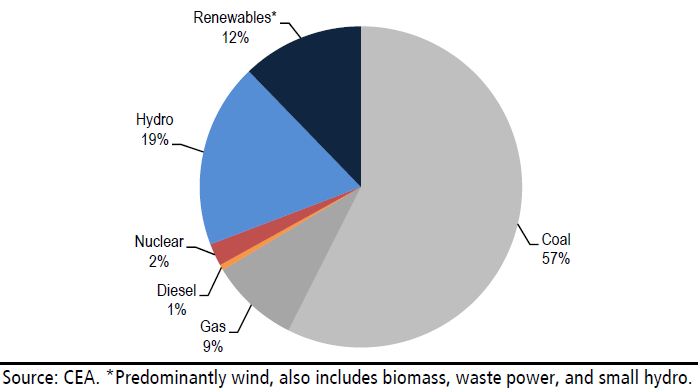 Renewables*
12%
Hydro
19%
Nuclear
2%
Diesel
1%
Gas
9%
Coal
57%
Source: CEA. *Predominantly wind, also includes biomass, waste power, and small hydro.